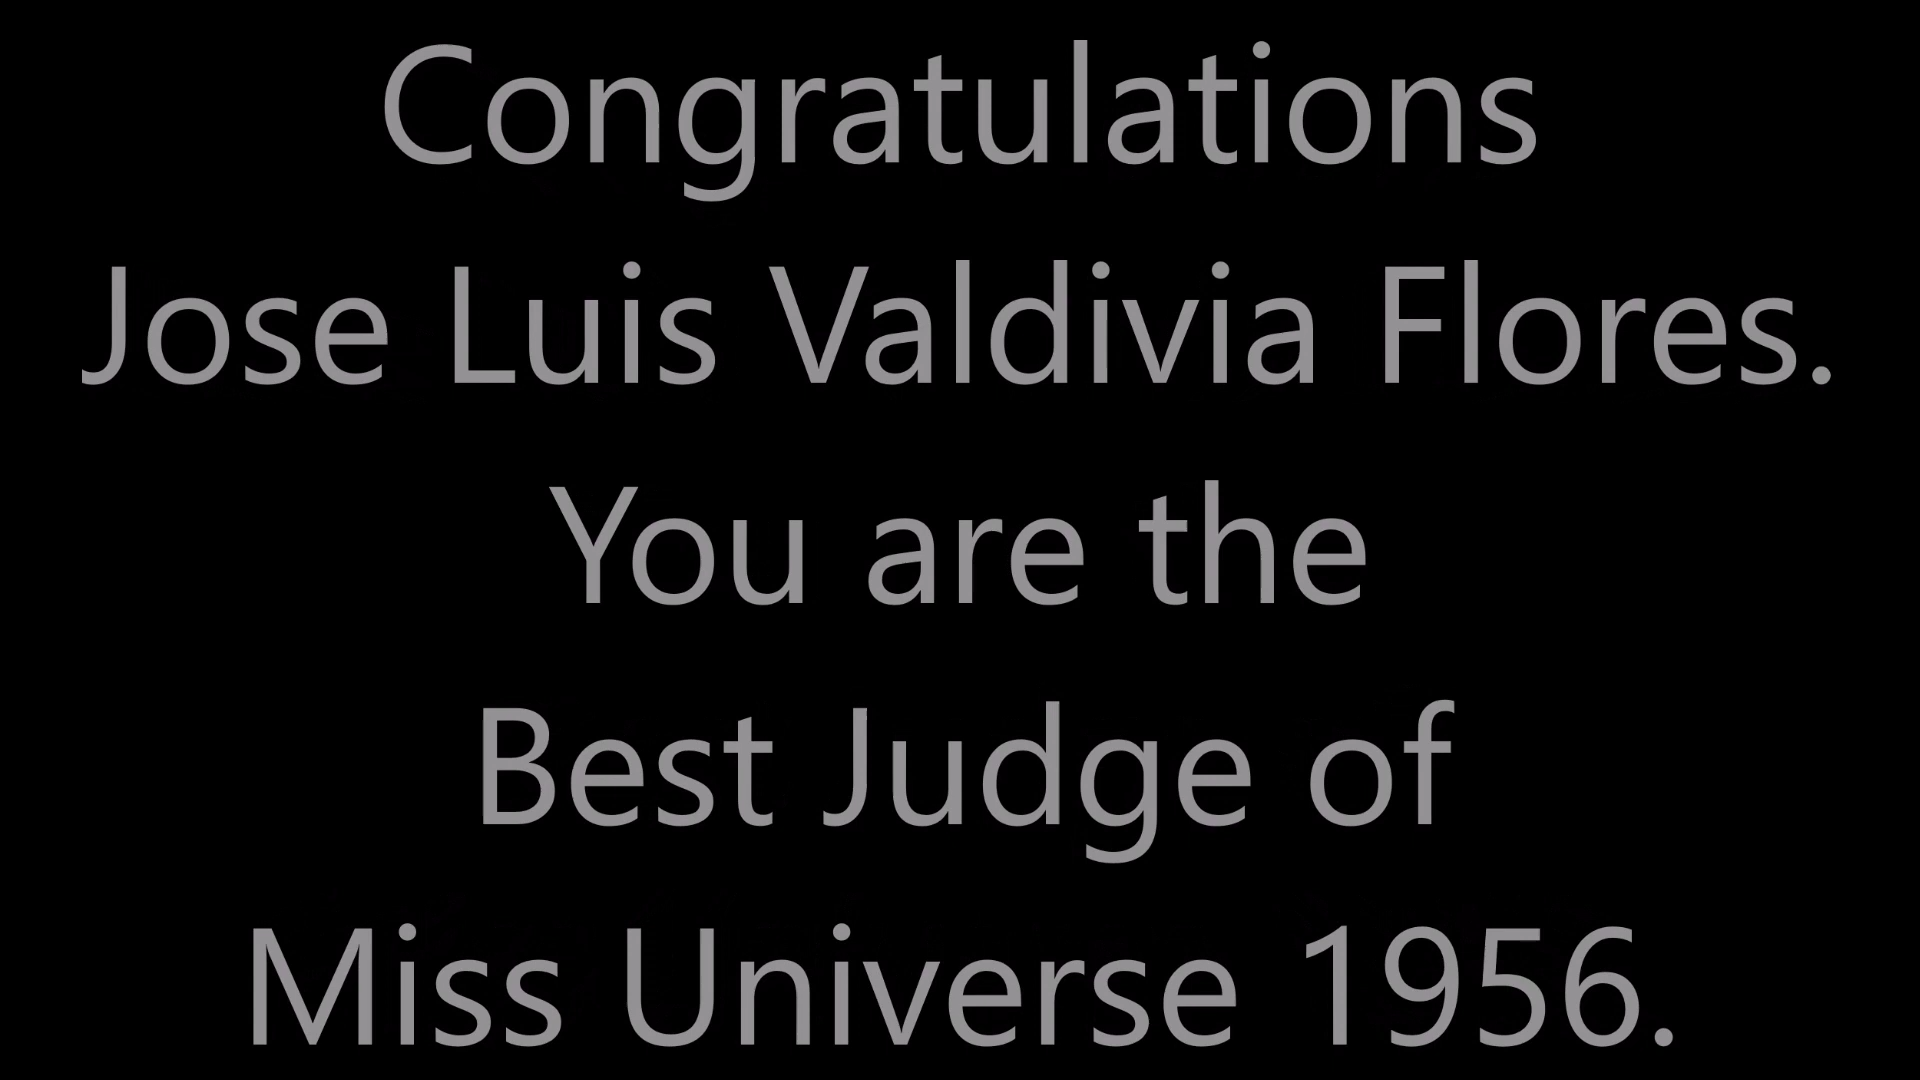 Congratulations
Jose Luis Valdivia Flores.
You are the
Best Judge of
Miss Universe 1956.